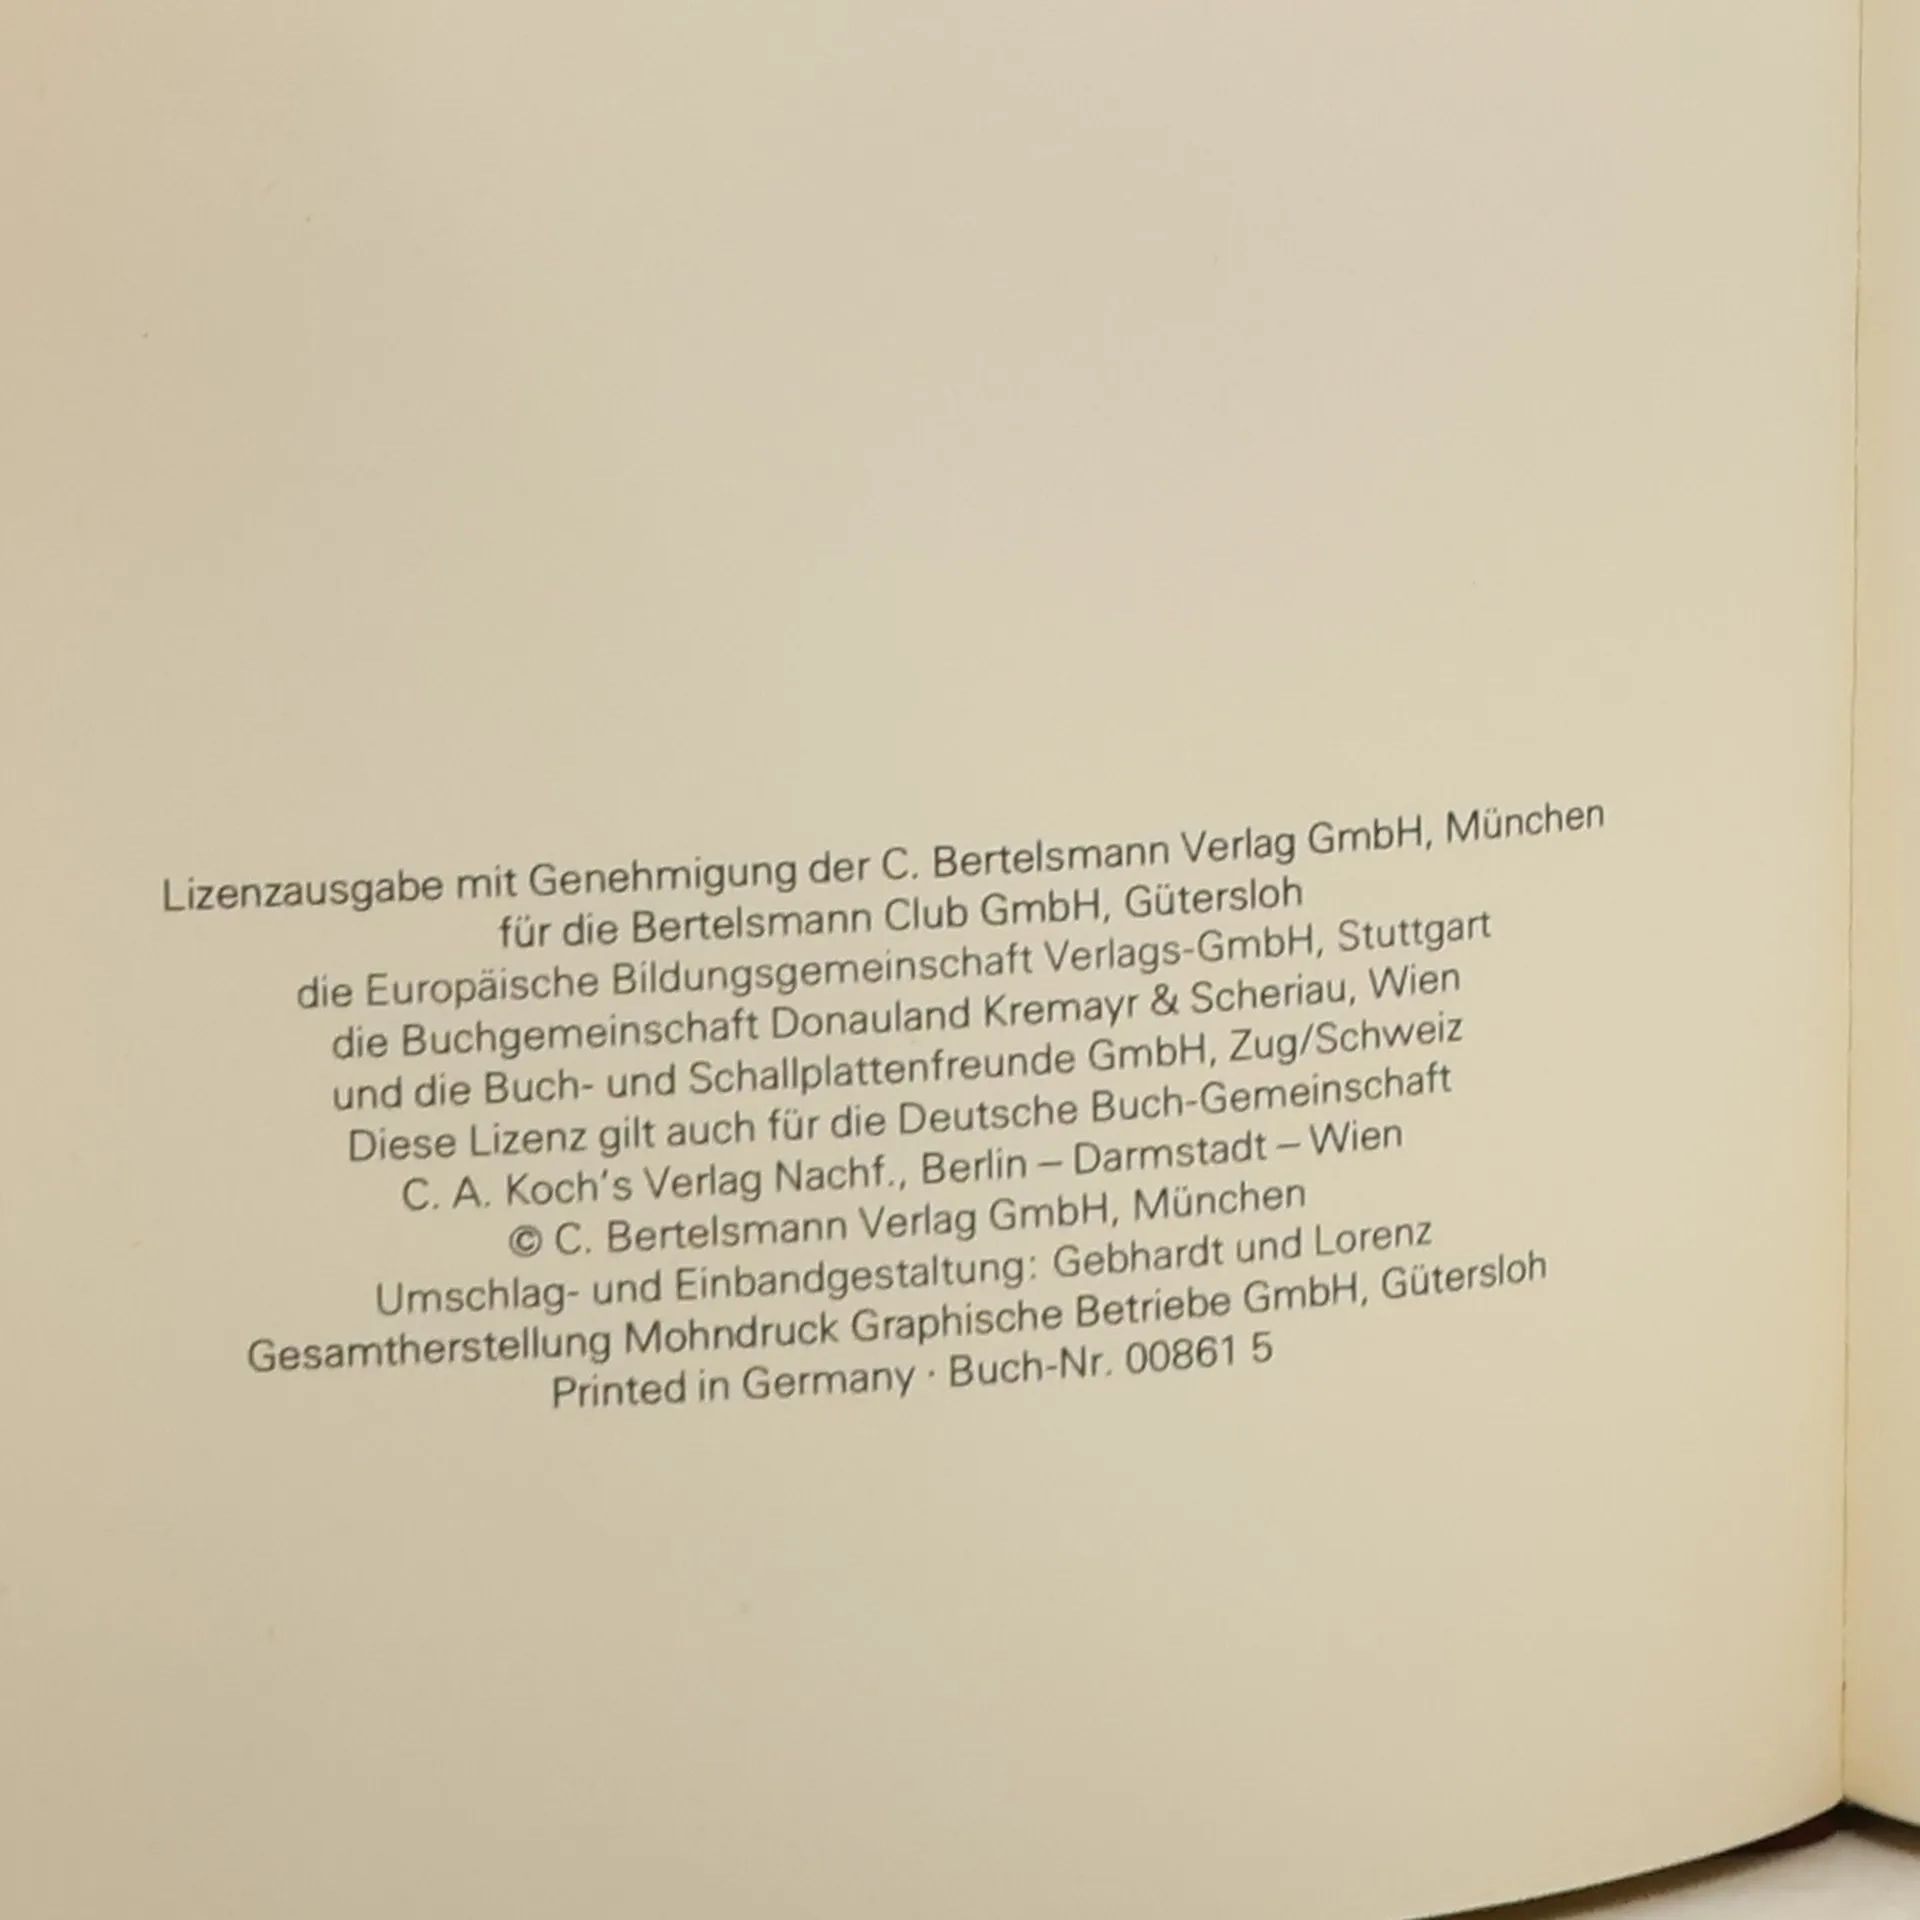 Lizenzausgabe mit Genehmigung der C. Bertelsmann Verlag GmbH, München
für die Bertelsmann Club GmbH, Gütersloh
die Europäische Bildungsgemeinschaft Verlags-GmbH, Stuttgart
die Buchgemeinschaft Donauland Kremayr & Scheriau, Wien
und die Buch- und Schallplattenfreunde GmbH, Zug/Schweiz
Diese Lizenz gilt auch für die Deutsche Buch-Gemeinschaft
C. A. Koch's Verlag Nachf., Berlin – Darmstadt – Wien
© C. Bertelsmann Verlag GmbH, München
Umschlag- und Einbandgestaltung: Gebhardt und Lorenz
Gesamtherstellung Mohndruck Graphische Betriebe GmbH, Gütersloh
Printed in Germany · Buch-Nr. 00861 5